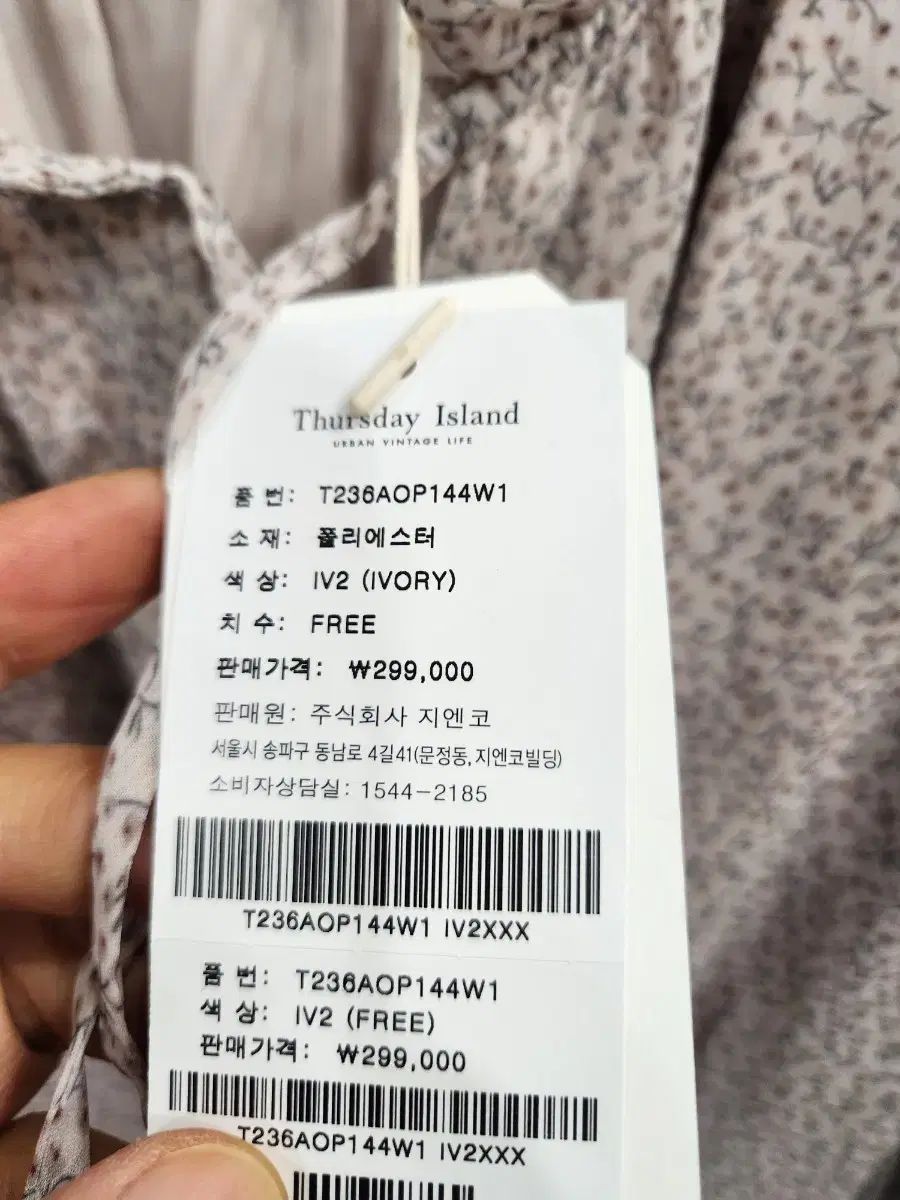 Thursday Island
URBAN VINTAGE LIFE
품 번: T236AOP144W1
소 재: 폴리에스터
색 상: IV2 (IVORY)
치 수: FREE
판매가격: ₩299,000
판매원: 주식회사 지엔코
서울시 송파구 동남로 4길41(문정동, 지엔코빌딩)
소비자상담실: 1544-2185
T236AOP144W1 IV2XXX
품 번: T236AOP144W1
색 상: IV2 (FREE)
판매가격: ₩299,000
T236AOP144W1 IV2XXX